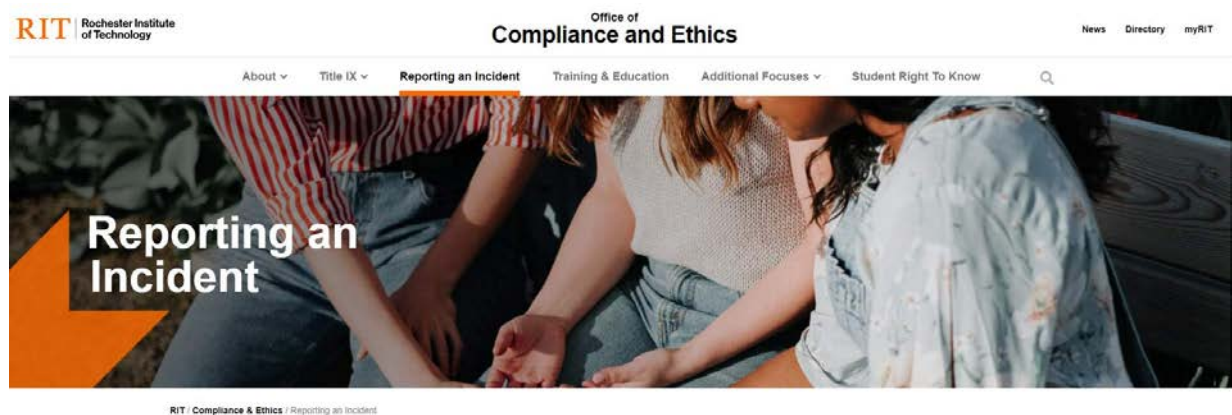 RIT
Rochester Institute
of Technology
Office of
Compliance and Ethics
News Directory myRIT
About Title IX Reporting an Incident Training & Education Additional Focuses Student Right To Know
Reporting an
Incident
RIT / Compliance & Ethics / Reporting an Incident